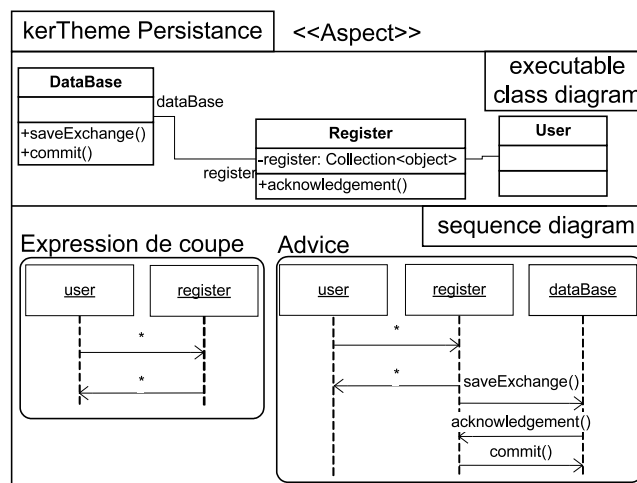 kerTheme Persistance
<<Aspect>>
executable
class diagram
DataBase
+saveExchange()
+commit()
dataBase
register
Register
-register: Collection<object>
+acknowledgement()
User
sequence diagram
Expression de coupe
user
register
*
*
Advice
user
register
dataBase
*
*
saveExchange()
acknowledgement()
commit()